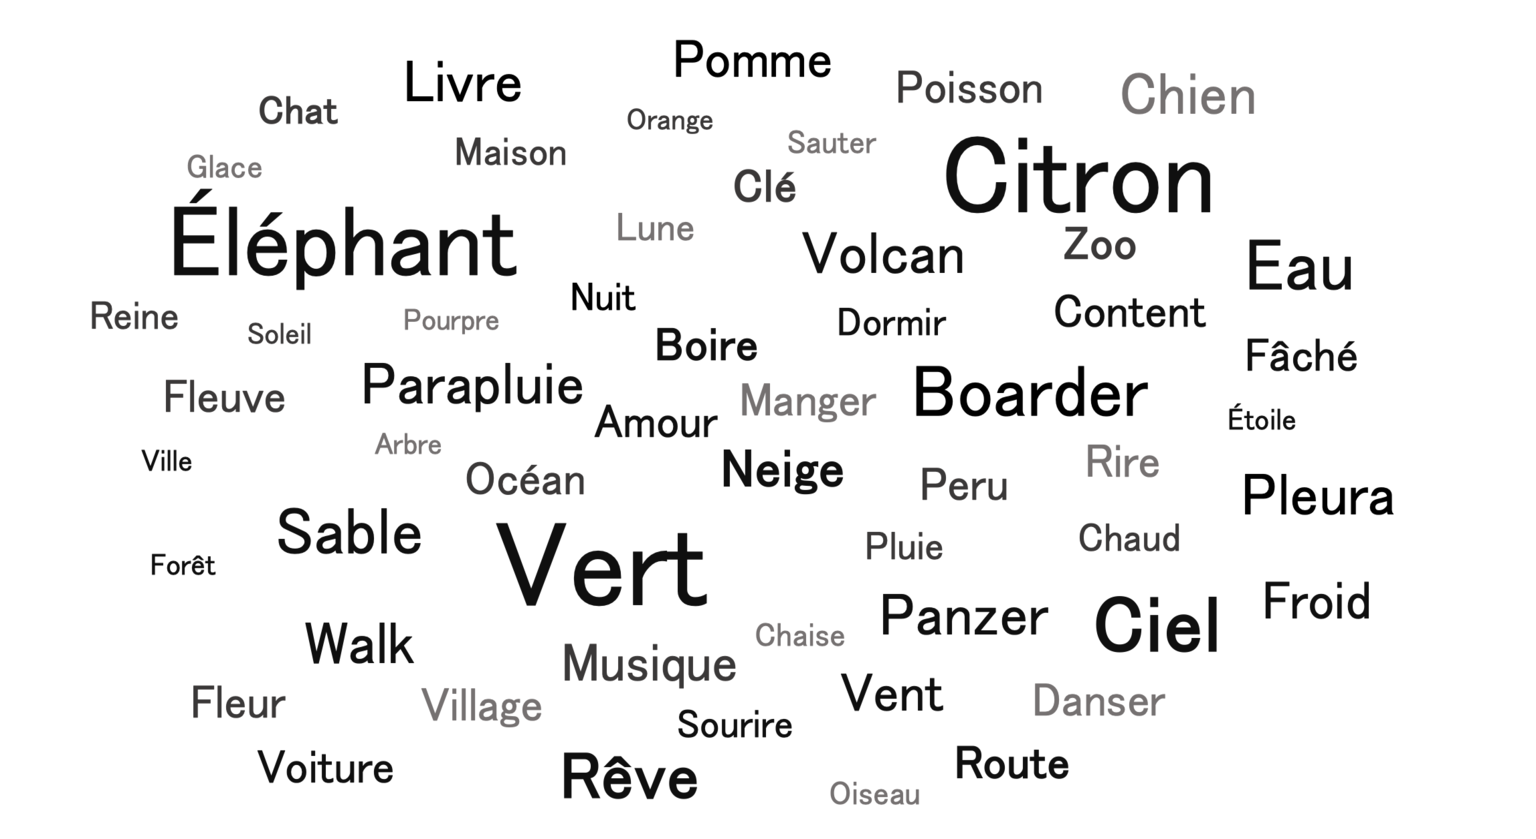 Pomme
Livre
Poisson
Chien
Chat
Orange
Sauter
Maison
Glace
Citron
Clé
Éléphant
Lune
Volcan
Zoo
Eau
Nuit
Reine
Soleil
Pourpre
Dormir
Content
Boire
Fâché
Fleuve
Parapluie
Manger
Boarder
Amour
Étoile
Ville
Arbre
Océan
Neige
Peru
Rire
Pleura
Sable
Vert
Pluie
Chaud
Forêt
Walk
Panzer
Ciel
Froid
Chaise
Musique
Fleur
Village
Vent
Danser
Sourire
Voiture
Rêve
Route
Oiseau